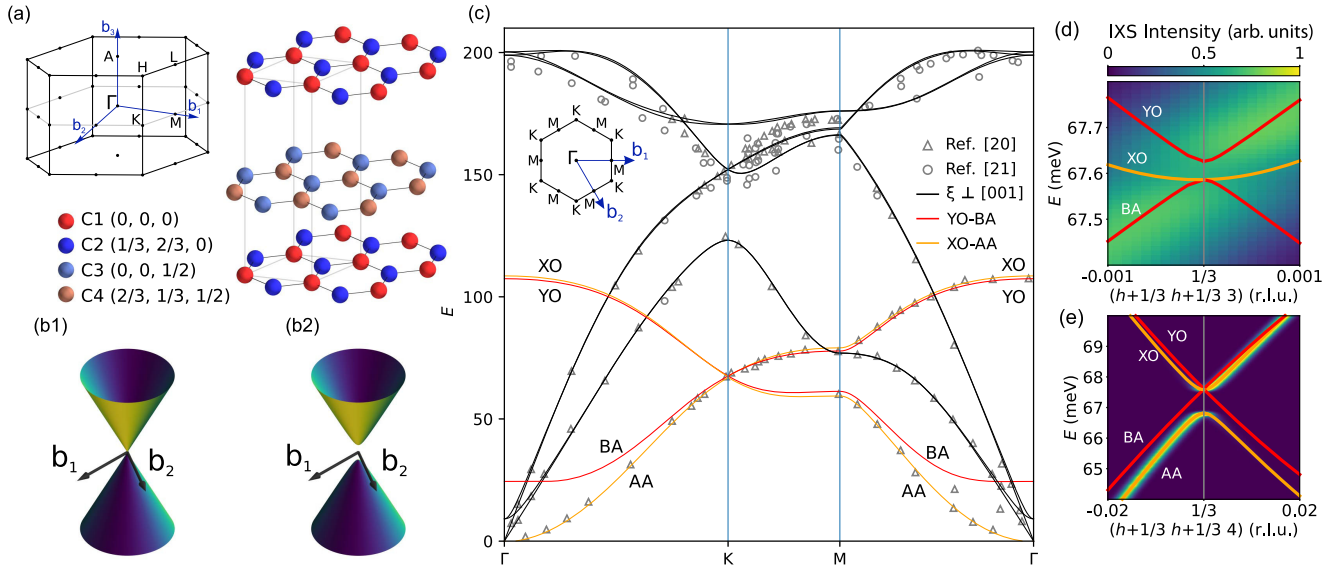 (a)
b₃
A
L
H
Γ
b₁
b₂
K
M
C1 (0, 0, 0)
C2 (1/3, 2/3, 0)
C3 (0, 0, 1/2)
C4 (2/3, 1/3, 1/2)
(b1)
b₁
b₂
(b2)
b₁
b₂
(c)
E
200
150
100
50
0
Γ
K
M
Γ
K
M
M
K
K
M
Γ
M
b₁
K
K
M
M
K
b₂
Ref. [20]
Ref. [21]
ξ ⊥ [001]
YO-BA
XO-AA
XO
YO
XO
YO
BA
AA
BA
AA
(d)
IXS Intensity (arb. units)
0
0.5
1
E (meV)
67.7
67.6
67.5
YO
XO
BA
-0.001
1/3
0.001
(h+1/3 h+1/3 3) (r.l.u.)
(e)
E (meV)
69
68
67
66
65
YO
XO
BA
AA
-0.02
1/3
0.02
(h+1/3 h+1/3 4) (r.l.u.)